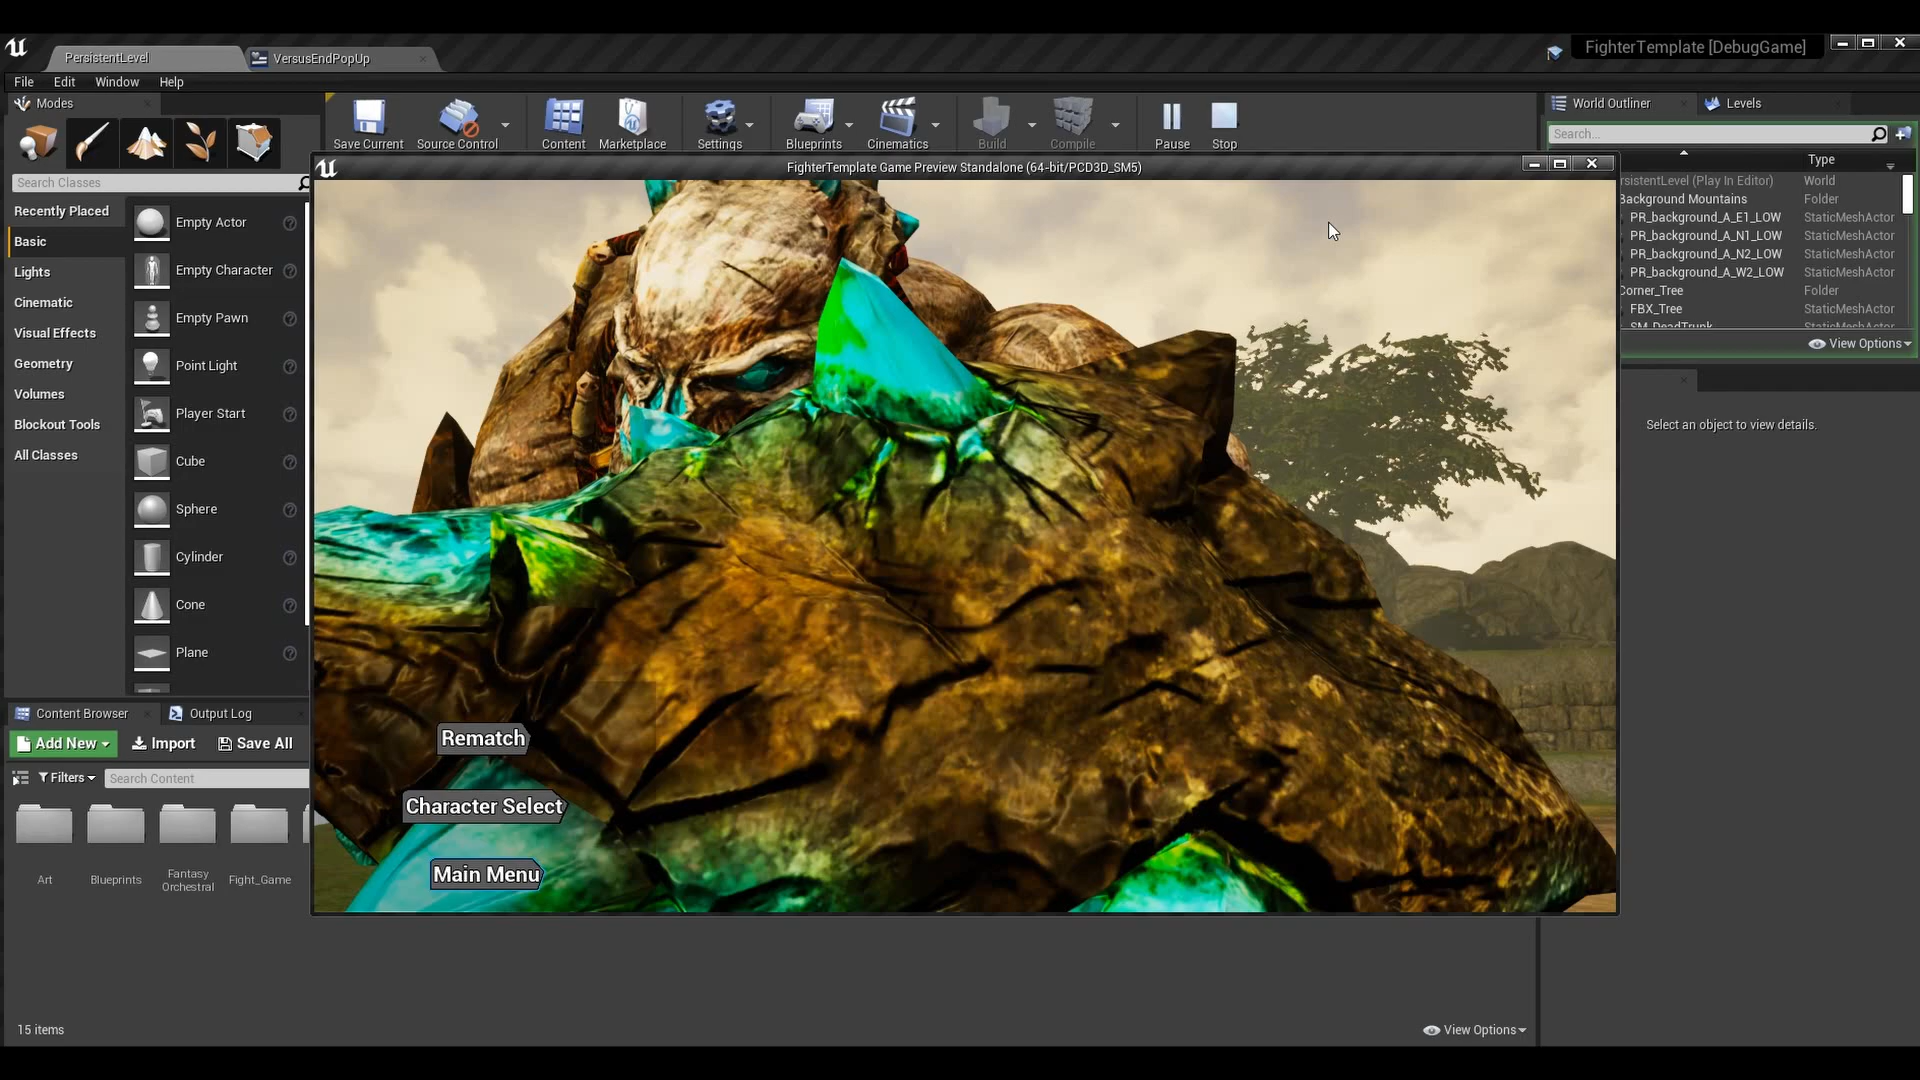 PersistentLevel
VersusEndPopUp
FighterTemplate [DebugGame]
File Edit Window Help
Modes
World Outliner
Levels
Save Current
Source Control
Content
Marketplace
Settings
Blueprints
Cinematics
Build
Compile
Pause
Stop
Search...
Type
FighterTemplate Game Preview Standalone (64-bit/PCD3D_SM5)
Search Classes
Recently Placed
Basic
Lights
Cinematic
Visual Effects
Geometry
Volumes
Blockout Tools
All Classes
Empty Actor
Empty Character
Empty Pawn
Point Light
Player Start
Cube
Sphere
Cylinder
Cone
Plane
rsistentLevel (Play In Editor) World
Background Mountains Folder
PR_background_A_E1_LOW StaticMeshActor
PR_background_A_N1_LOW StaticMeshActor
PR_background_A_N2_LOW StaticMeshActor
PR_background_A_W2_LOW StaticMeshActor
Corner_Tree Folder
FBX_Tree StaticMeshActor
SM_DeadTrunk StaticMeshActor
View Options
Select an object to view details.
Rematch
Character Select
Main Menu
Content Browser
Output Log
Add New
Import
Save All
Filters
Search Content
Art
Blueprints
Fantasy
Orchestral
Fight_Game
15 items
View Options